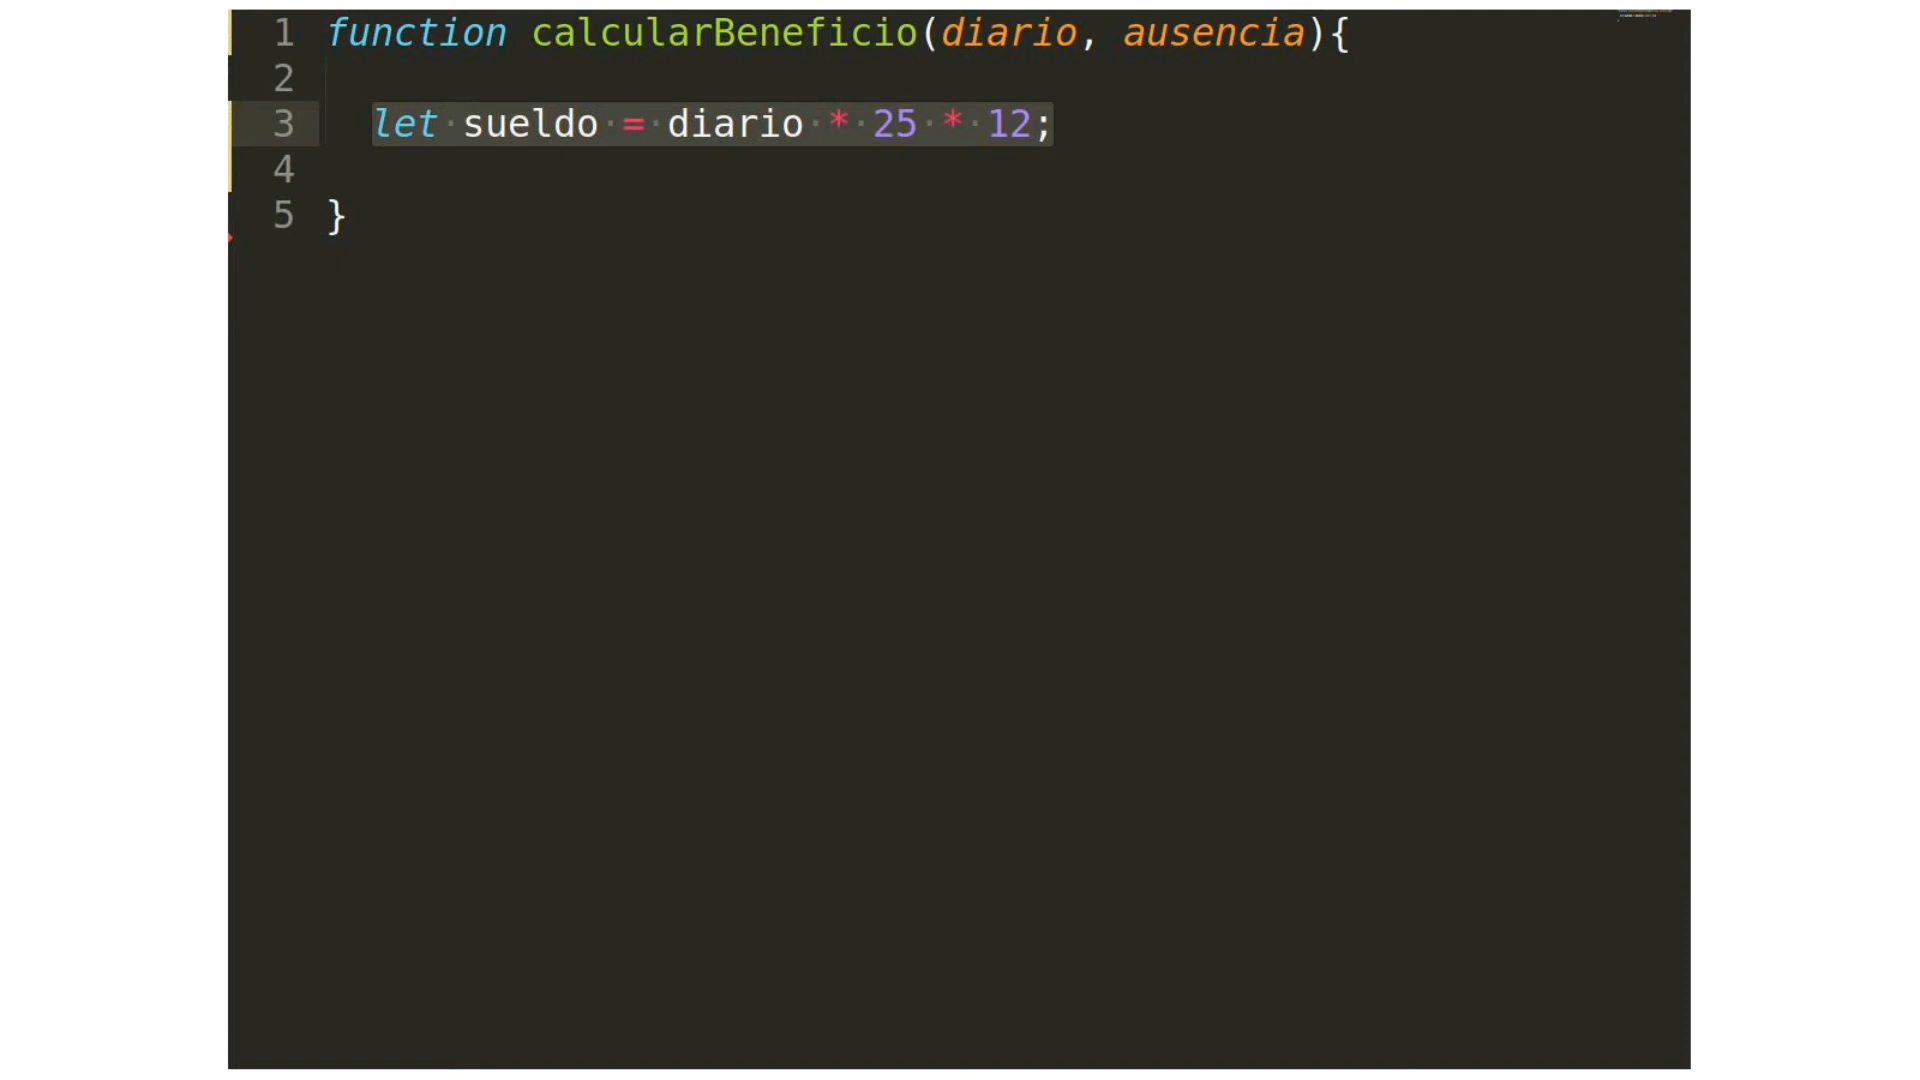 1 function calcularBeneficio(diario, ausencia){
2
3 let sueldo = diario * 25 * 12;
4
5 }